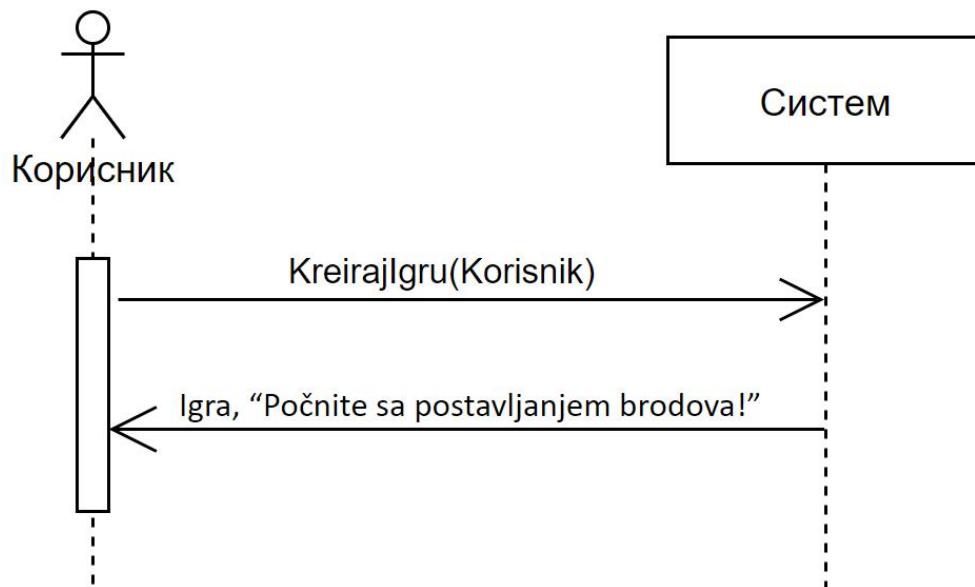 Корисник
Систем
KreirajIgru(Korisnik)
Igra, “Počnite sa postavljanjem brodova!”